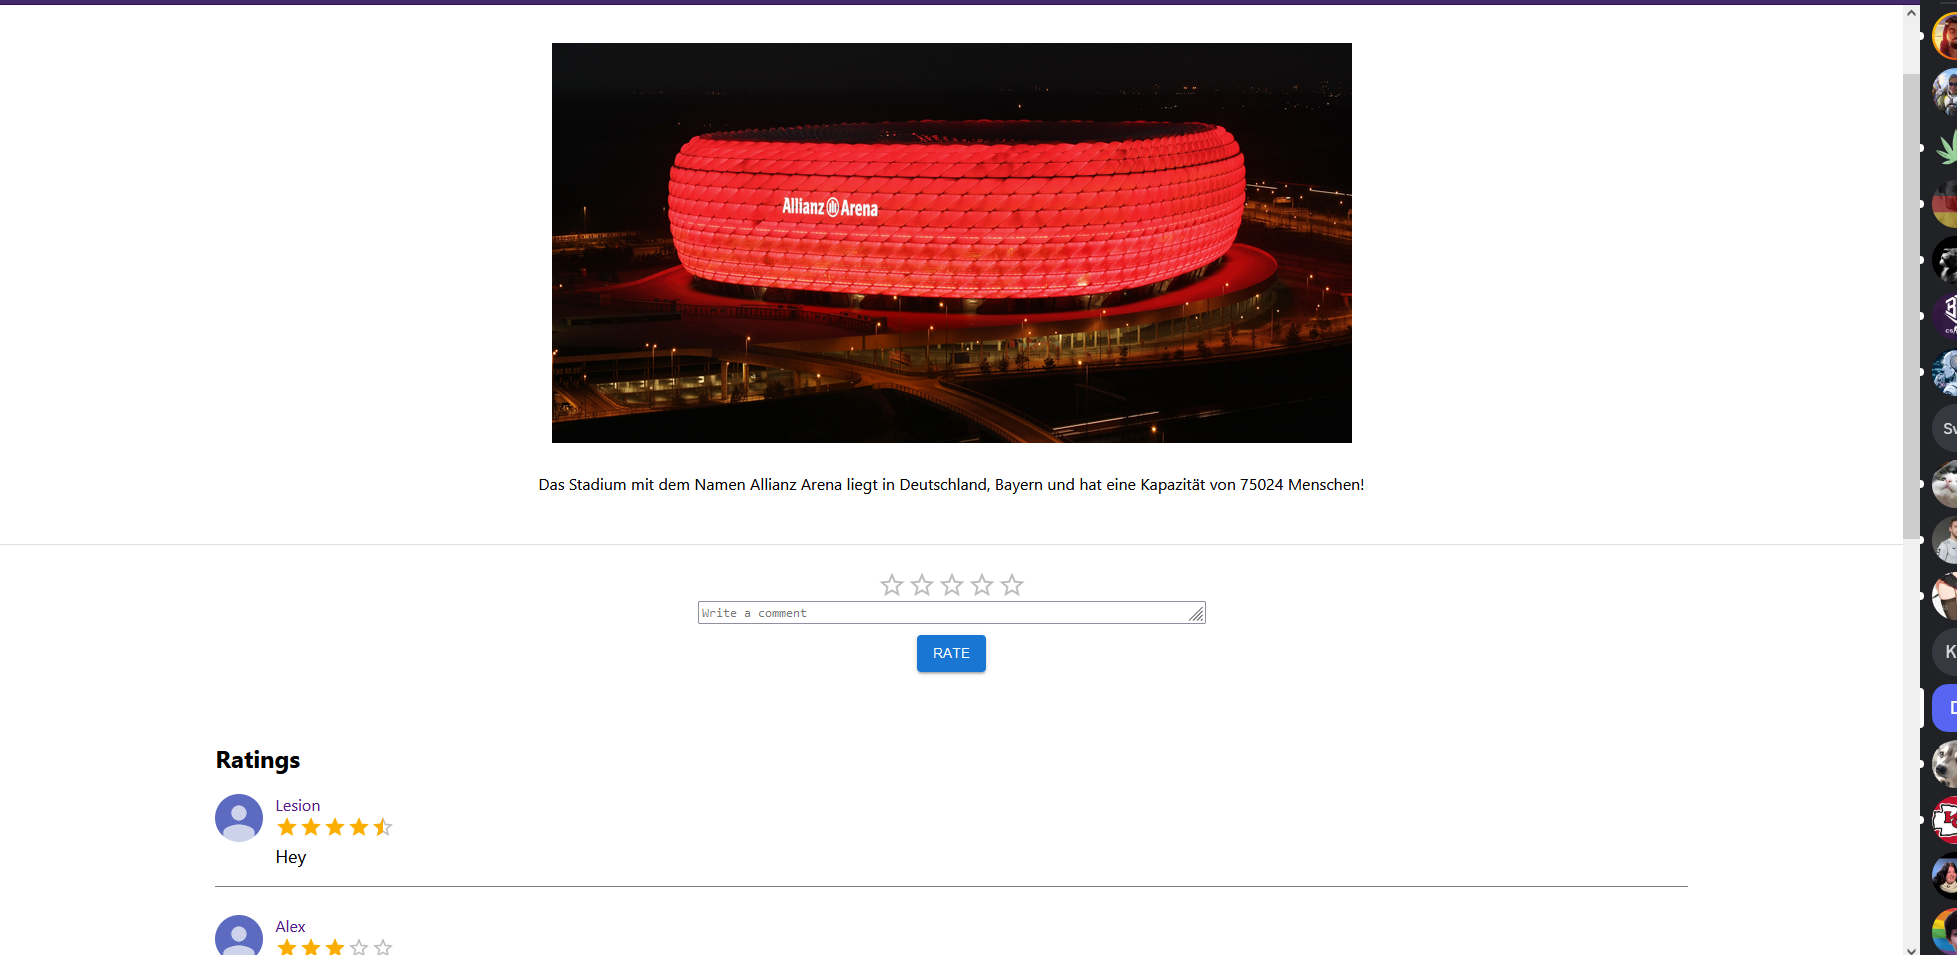 Allianz Arena
Das Stadium mit dem Namen Allianz Arena liegt in Deutschland, Bayern und hat eine Kapazität von 75024 Menschen!
Write a comment
RATE
Ratings
Lesion
Hey
Alex